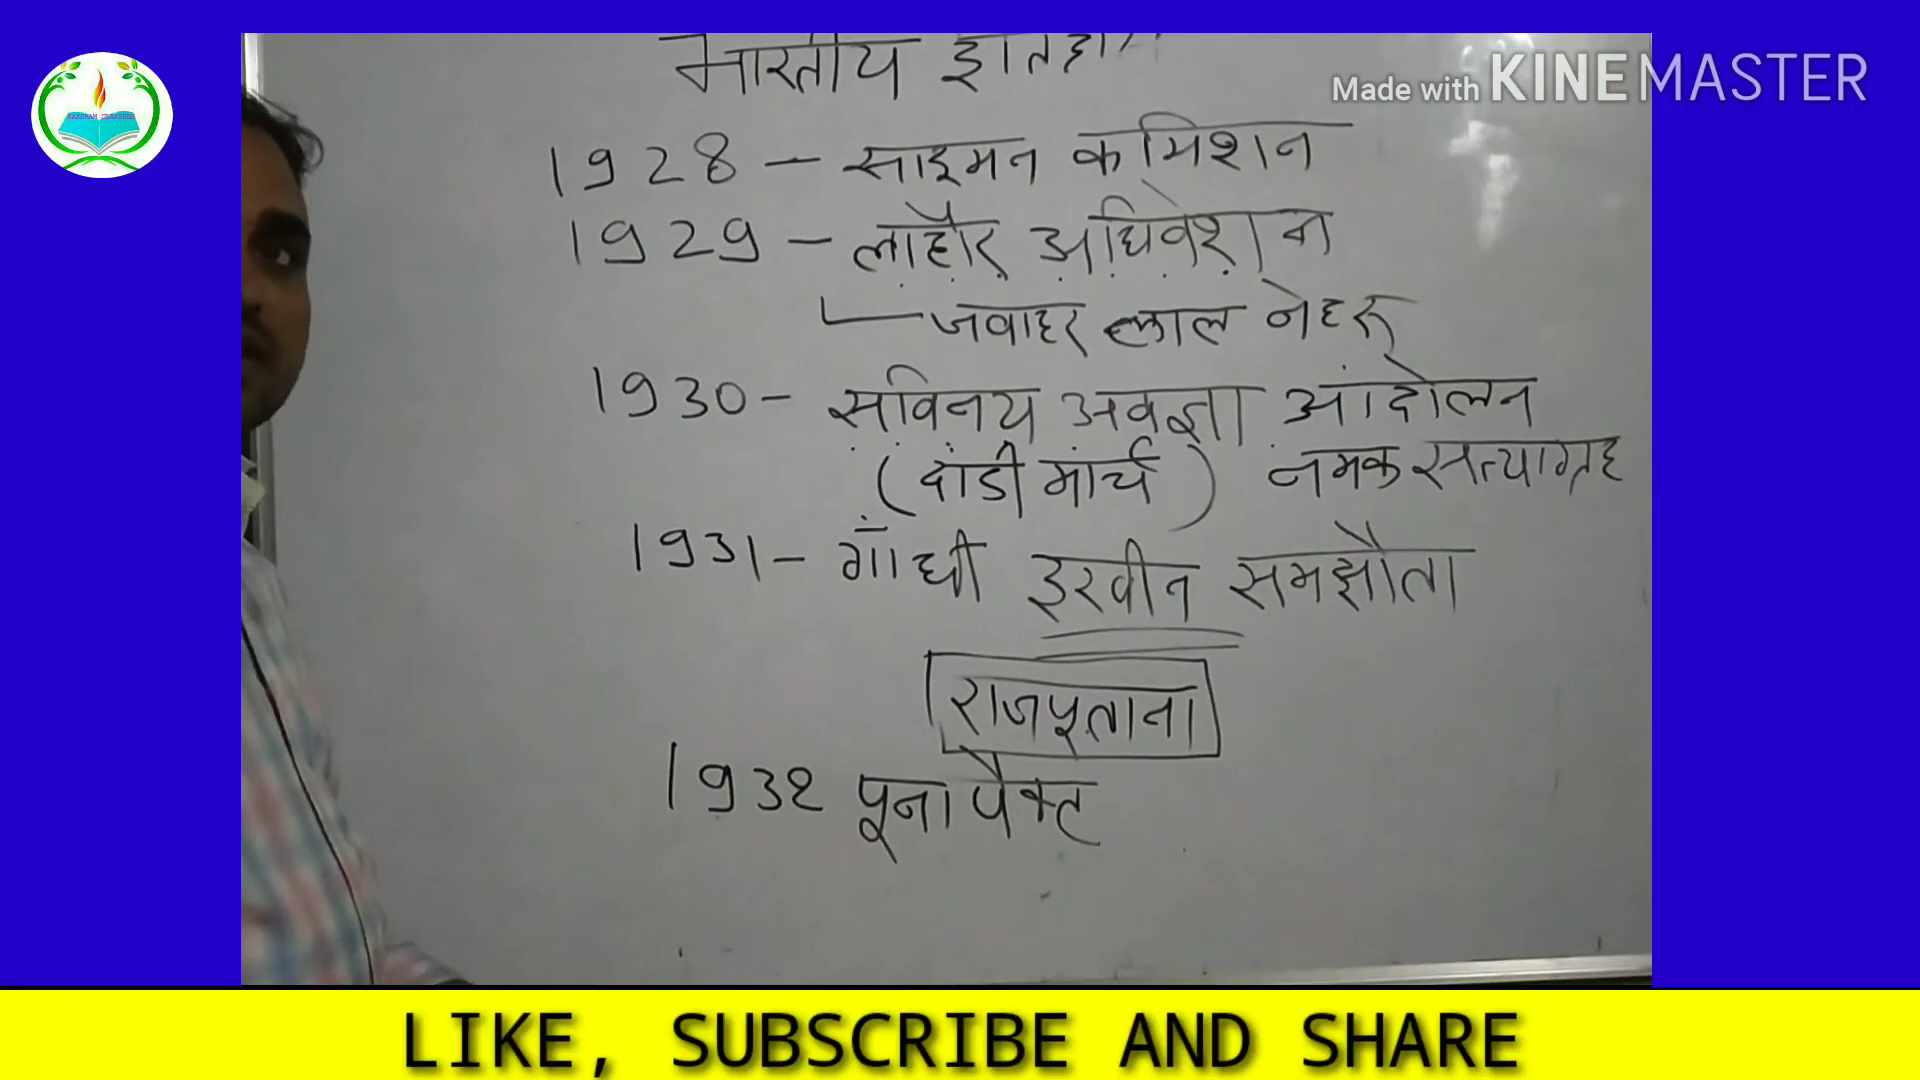 भारतीय इतिहास
Made with KINEMASTER
1928 – साइमन कमिशन
1929 – लाहौर अधिवेशन
जवाहर लाल नेहरू
1930 – सविनय अवज्ञा आंदोलन
(दांडी मार्च) नमक सत्याग्रह
1931 – गाँधी इरवीन समझौता
राजपूताना
1932 पूना पैक्ट
LIKE, SUBSCRIBE AND SHARE